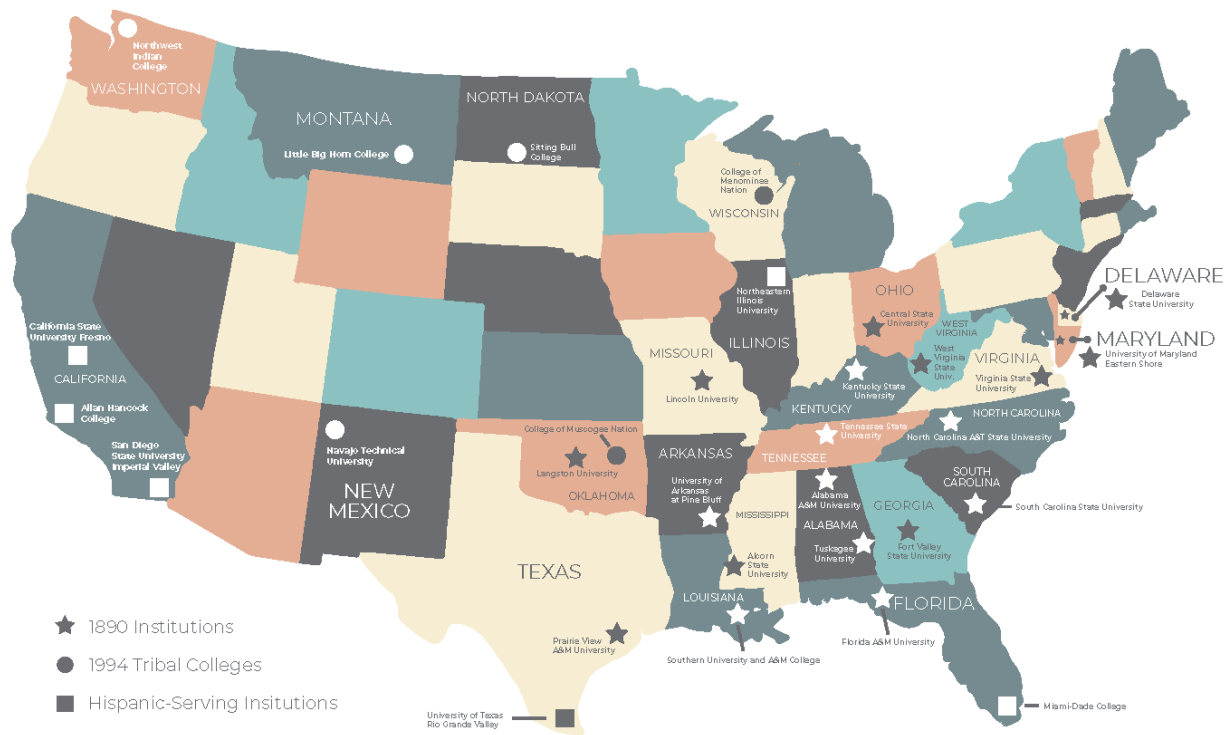 Northwest
Indian
College
WASHINGTON
MONTANA
Little Big Horn College
NORTH DAKOTA
Sitting Bull
College
College of
Menominee
Nation
WISCONSIN
Northeastern
Illinois
University
ILLINOIS
OHIO
Central State
University
DELAWARE
Delaware
State University
MARYLAND
University of Maryland
Eastern Shore
WEST
VIRGINIA
West
Virginia
State
Univ.
VIRGINIA
Virginia State
University
California State
University Fresno
CALIFORNIA
Allan Hancock
College
San Diego
State University
Imperial Valley
MISSOURI
Lincoln University
Kentucky State
University
KENTUCKY
NORTH CAROLINA
North Carolina A&T State University
Tennessee State
University
TENNESSEE
Navajo Technical
University
NEW
MEXICO
College of Muscogee Nation
Langston University
OKLAHOMA
ARKANSAS
University of
Arkansas
at Pine Bluff
MISSISSIPPI
Alcorn
State
University
Alabama
A&M University
ALABAMA
Tuskegee
University
GEORGIA
Fort Valley
State University
SOUTH
CAROLINA
South Carolina State University
TEXAS
Prairie View
A&M University
LOUISIANA
Southern University and A&M College
FLORIDA
Florida A&M University
Miami-Dade College
University of Texas
Rio Grande Valley
1890 Institutions
1994 Tribal Colleges
Hispanic-Serving Insitutions